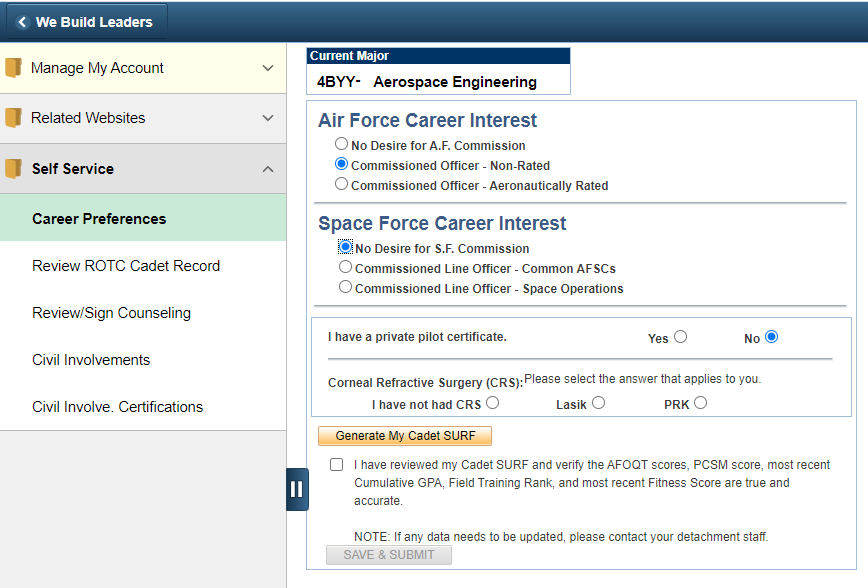 We Build Leaders
Manage My Account
Related Websites
Self Service
Career Preferences
Review ROTC Cadet Record
Review/Sign Counseling
Civil Involvements
Civil Involve. Certifications
Current Major
4BYY- Aerospace Engineering
Air Force Career Interest
No Desire for A.F. Commission
Commissioned Officer - Non-Rated
Commissioned Officer - Aeronautically Rated
Space Force Career Interest
No Desire for S.F. Commission
Commissioned Line Officer - Common AFSCs
Commissioned Line Officer - Space Operations
I have a private pilot certificate. Yes No
Corneal Refractive Surgery (CRS): Please select the answer that applies to you.
I have not had CRS Lasik PRK
Generate My Cadet SURF
I have reviewed my Cadet SURF and verify the AFOQT scores, PCSM score, most recent
Cumulative GPA, Field Training Rank, and most recent Fitness Score are true and
accurate.
NOTE: If any data needs to be updated, please contact your detachment staff.
SAVE & SUBMIT